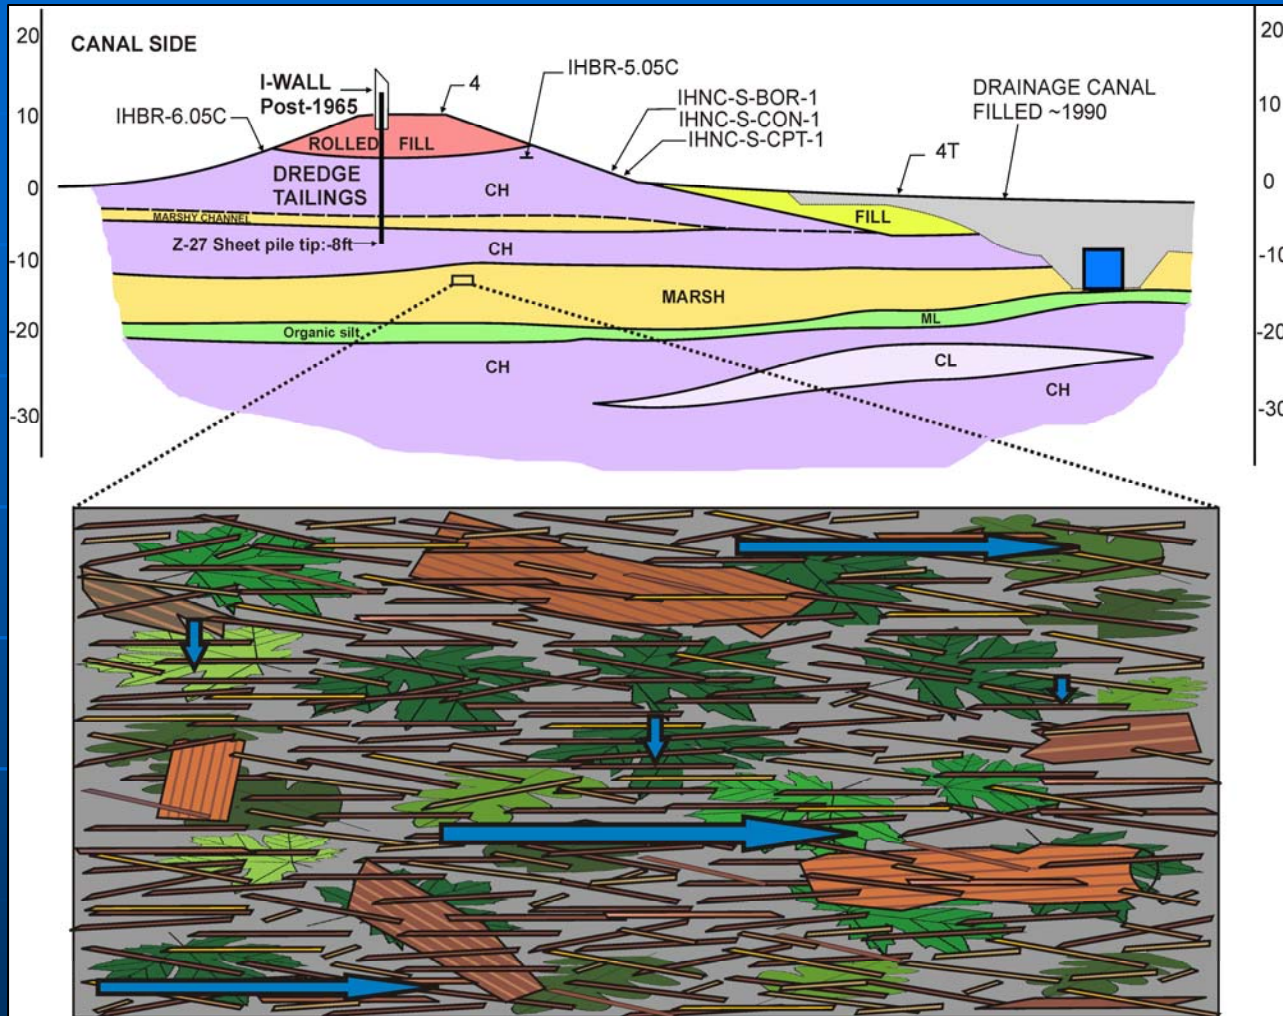 20
10
0
-10
-20
-30
CANAL SIDE
I-WALL
Post-1965
4
IHBR-5.05C
IHBR-6.05C
IHNC-S-BOR-1
IHNC-S-CON-1
IHNC-S-CPT-1
DRAINAGE CANAL
FILLED ~1990
4T
ROLLED FILL
DREDGE
TAILINGS
CH
MARSHY CHANNEL
FILL
Z-27 Sheet pile tip:-8ft
CH
MARSH
Organic silt
ML
CH
CL
CH
20
10
0
-10
-20
-30